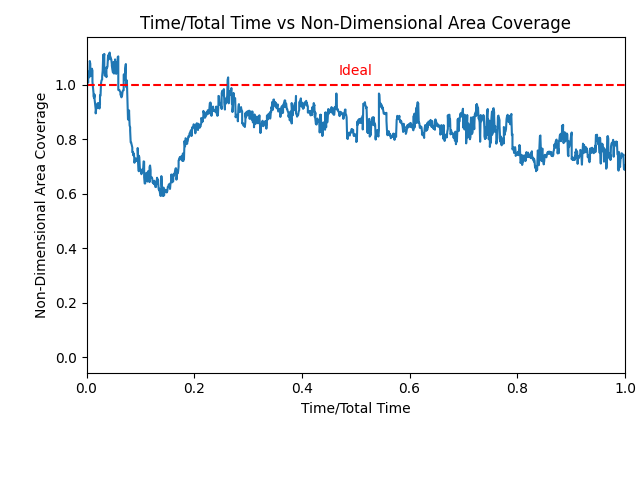 Time/Total Time vs Non-Dimensional Area Coverage
Ideal
1.0
0.8
0.6
0.4
0.2
0.0
Non-Dimensional Area Coverage
0.0 0.2 0.4 0.6 0.8 1.0
Time/Total Time